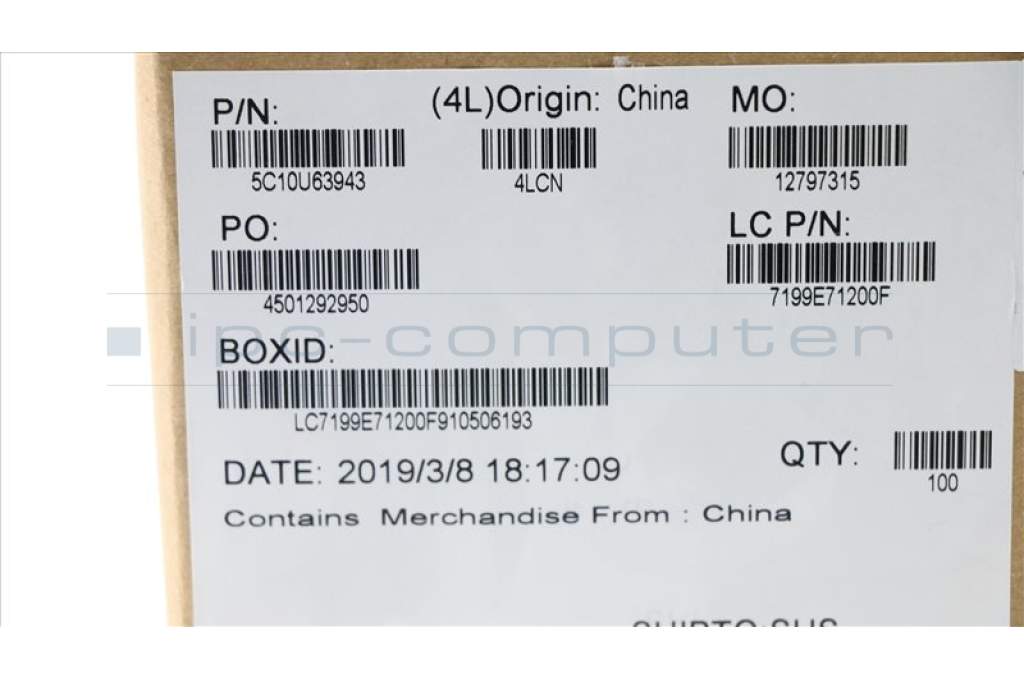 P/N: (4L)Origin: China MO:
5C10U63943 4LCN 12797315
PO: LC P/N:
4501292950 7199E71200F
ipc-computer
BOXID:
LC7199E71200F910506193
DATE: 2019/3/8 18:17:09 QTY:
100
Contains Merchandise From : China